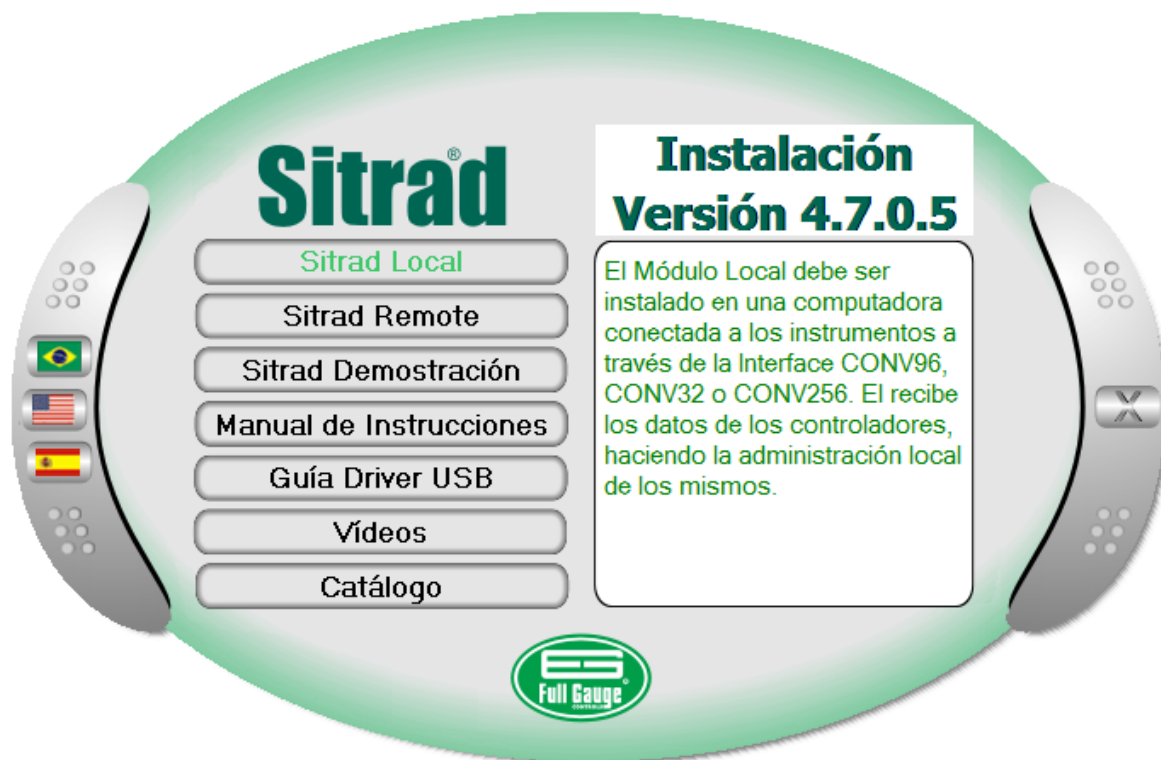 Sitrad®
Instalación
Versión 4.7.0.5
Sitrad Local
Sitrad Remote
Sitrad Demostración
Manual de Instrucciones
Guía Driver USB
Vídeos
Catálogo
El Módulo Local debe ser
instalado en una computadora
conectada a los instrumentos a
través de la Interface CONV96,
CONV32 o CONV256. El recibe
los datos de los controladores,
haciendo la administración local
de los mismos.
X
Full Gauge
CONTROLS